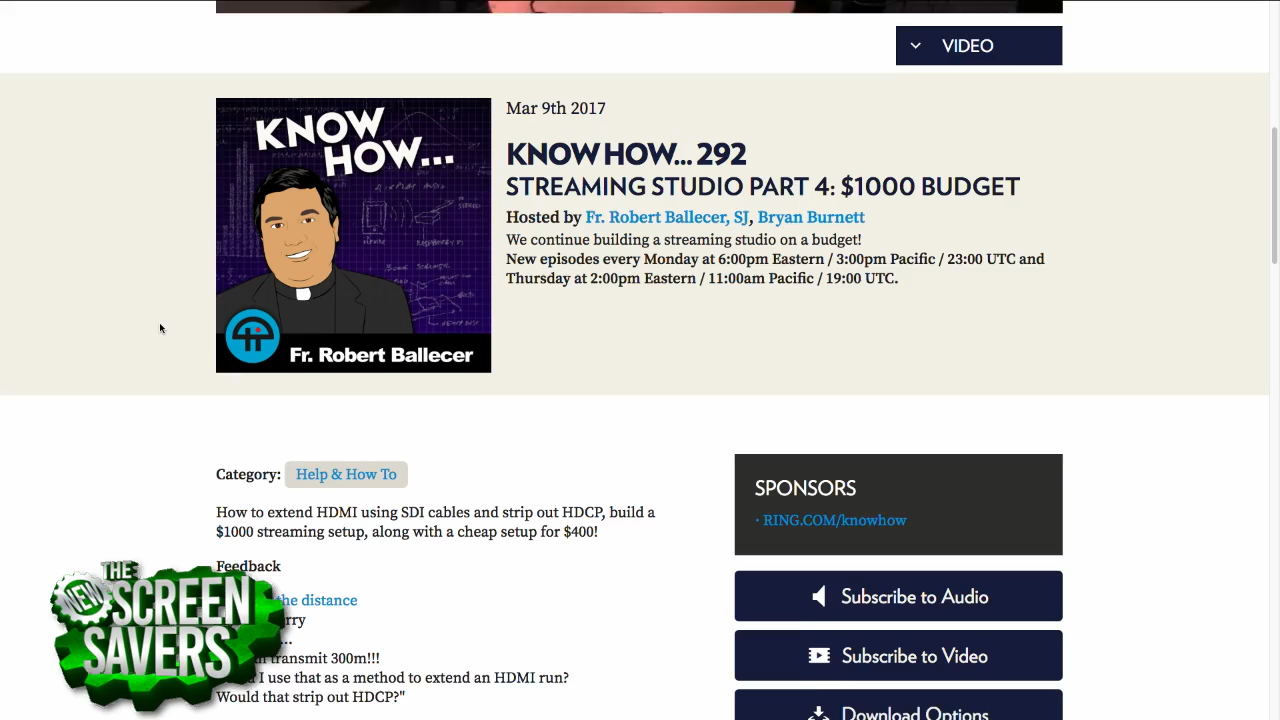 VIDEO
KNOW
HOW...
Fr. Robert Ballecer
Mar 9th 2017
KNOW HOW... 292
STREAMING STUDIO PART 4: $1000 BUDGET
Hosted by Fr. Robert Ballecer, SJ, Bryan Burnett
We continue building a streaming studio on a budget!
New episodes every Monday at 6:00pm Eastern / 3:00pm Pacific / 23:00 UTC and
Thursday at 2:00pm Eastern / 11:00am Pacific / 19:00 UTC.
Category: Help & How To
How to extend HDMI using SDI cables and strip out HDCP, build a
$1000 streaming setup, along with a cheap setup for $400!
Feedback
the distance
rry
...
transmit 300m!!!
I use that as a method to extend an HDMI run?
Would that strip out HDCP?"
SPONSORS
· RING.COM/knowhow
Subscribe to Audio
Subscribe to Video
Download Options
THE
NEW
SCREEN
SAVERS